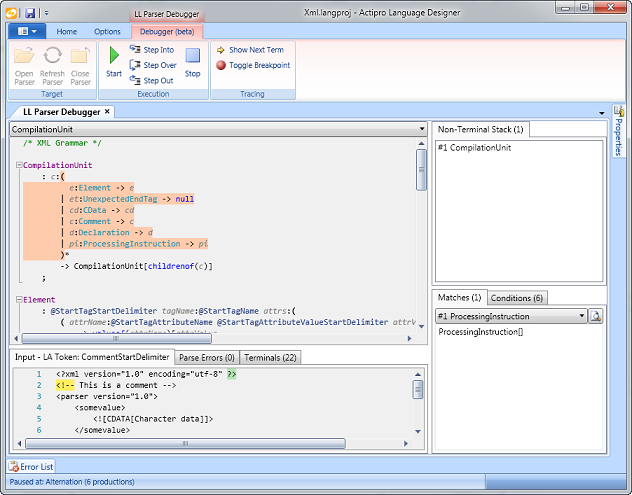 LL Parser Debugger
Xml.langproj - Actipro Language Designer
Home
Options
Debugger (beta)
Open Parser
Refresh Parser
Close Parser
Target
Start
Step Into
Step Over
Step Out
Stop
Execution
Show Next Term
Toggle Breakpoint
Tracing
LL Parser Debugger
Properties
CompilationUnit
/* XML Grammar */
CompilationUnit
: c:(
e:Element -> e
| et:UnexpectedEndTag -> null
| cd:CData -> cd
| c:Comment -> c
| d:Declaration -> d
| pi:ProcessingInstruction -> pi
)*
-> CompilationUnit[childrenof(c)]
;
Element
: @StartTagStartDelimiter tagName:@StartTagName attrs:(
( attrName:@StartTagAttributeName @StartTagAttributeValueStartDelimiter attrV
Non-Terminal Stack (1)
#1 CompilationUnit
Matches (1)
Conditions (6)
#1 ProcessingInstruction
ProcessingInstruction[]
Input - LA Token: CommentStartDelimiter
Parse Errors (0)
Terminals (22)
1 <?xml version="1.0" encoding="utf-8" ?>
2 <!-- This is a comment -->
3 <parser version="1.0">
4 <somevalue>
5 <![CDATA[Character data]]>
6 </somevalue>
Error List
Paused at: Alternation (6 productions)